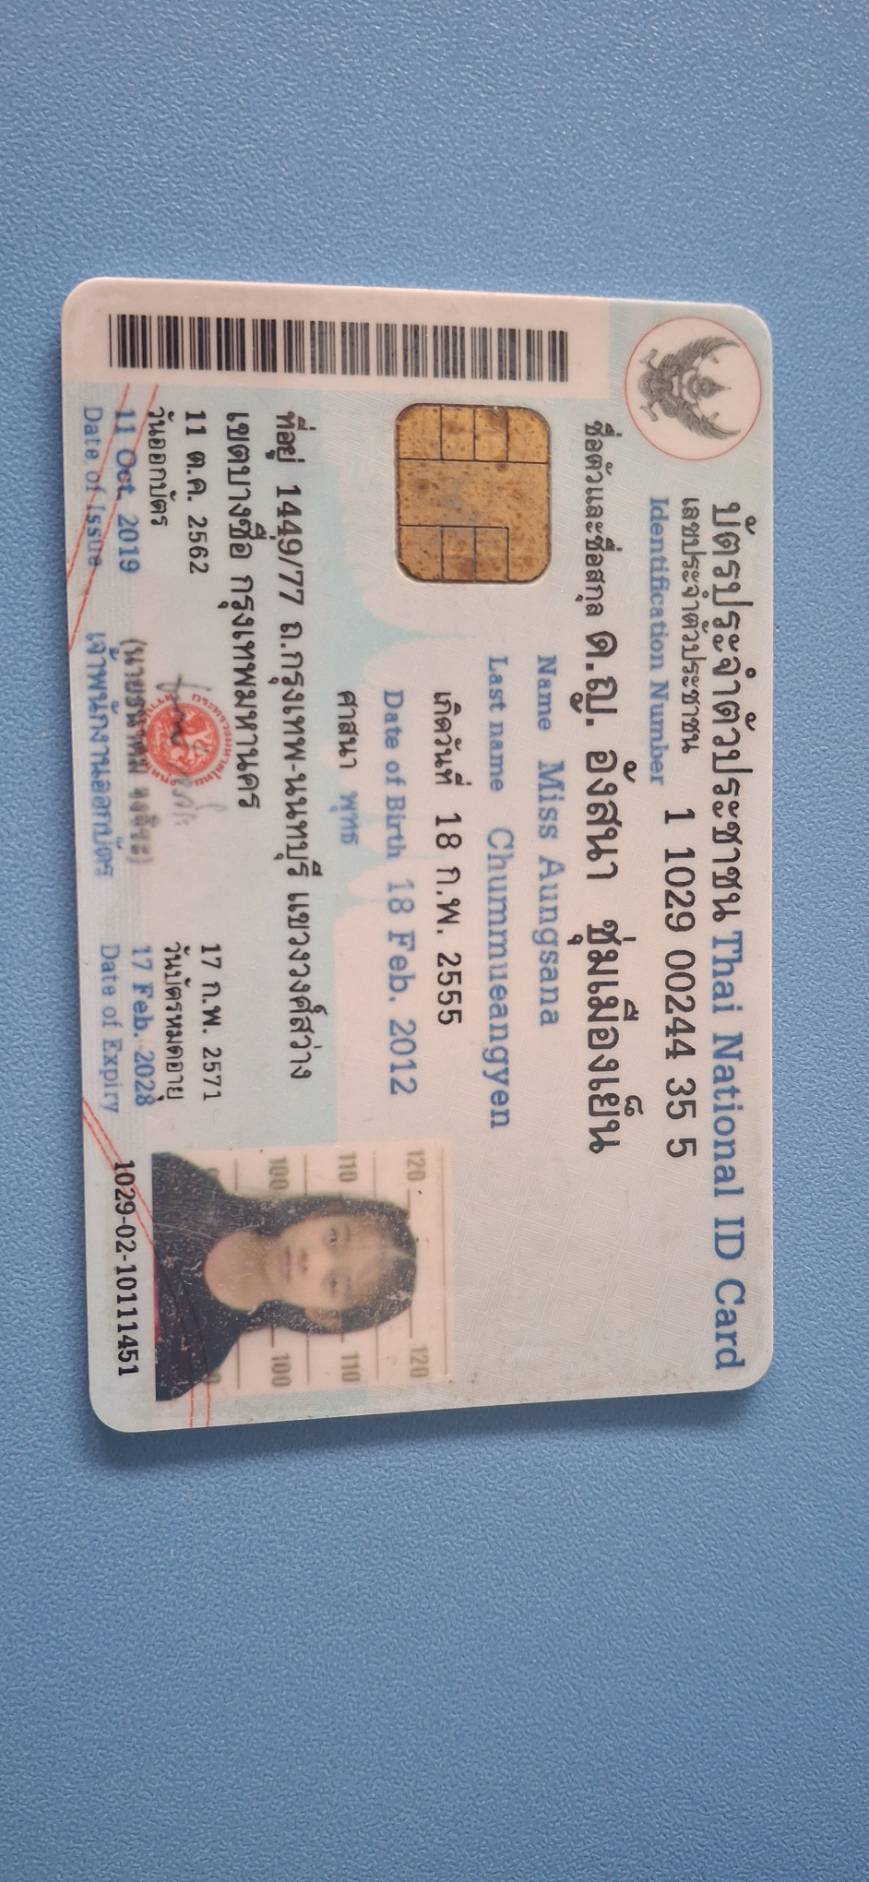 บัตรประจำตัวประชาชน Thai National ID Card
เลขประจำตัวประชาชน 1 1029 00244 35 5
Identification Number
ชื่อตัวและชื่อสกุล ด.ญ. อังสนา ชุ่มเมืองเย็น
Name Miss Aungsana
Last name Chummueangyen
เกิดวันที่ 18 ก.พ. 2555
Date of Birth 18 Feb. 2012
ศาสนา พุทธ
ที่อยู่ 1449/77 ถ.กรุงเทพ-นนทบุรี แขวงวงศ์สว่าง
เขตบางซื่อ กรุงเทพมหานคร
120 120
110 110
100 100
11 ต.ค. 2562
วันออกบัตร
11 Oct. 2019
Date of Issue
เจ้าพนักงานออกบัตร
17 ก.พ. 2571
วันบัตรหมดอายุ
17 Feb. 2028
Date of Expiry
1029-02-10111451